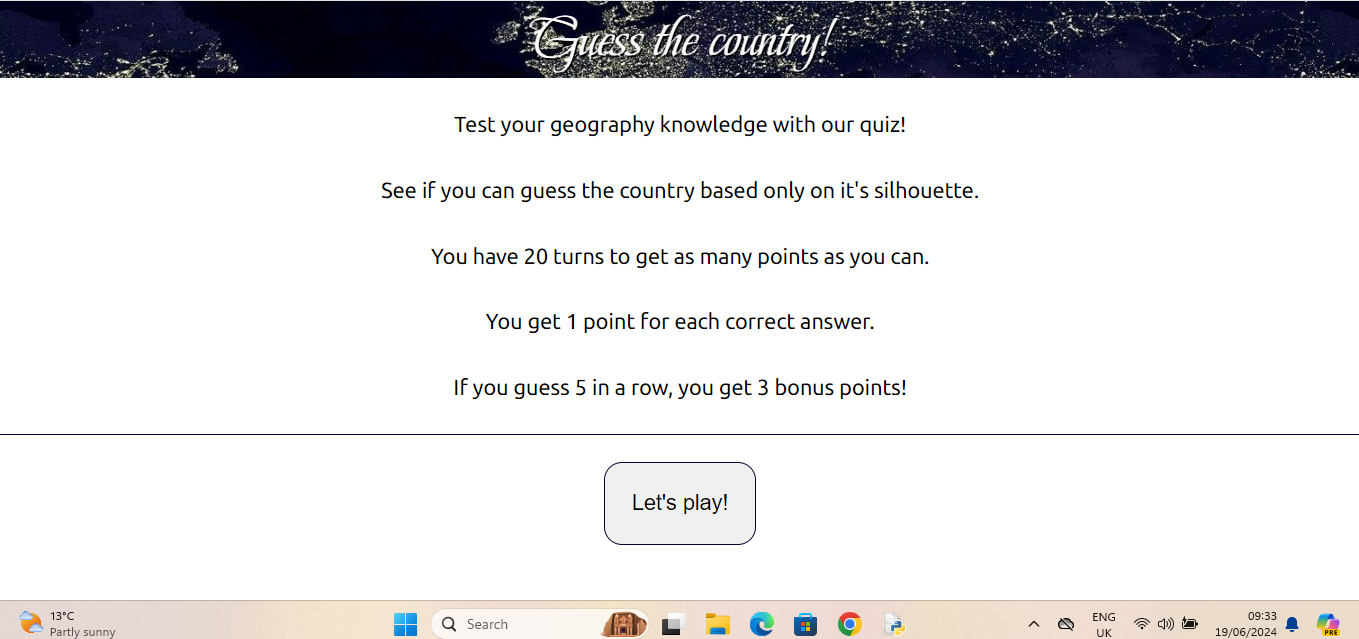 Guess the country!
Test your geography knowledge with our quiz!
See if you can guess the country based only on it's silhouette.
You have 20 turns to get as many points as you can.
You get 1 point for each correct answer.
If you guess 5 in a row, you get 3 bonus points!
Let's play!
13°C
Partly sunny
Search
ENG
UK
09:33
19/06/2024
PRE